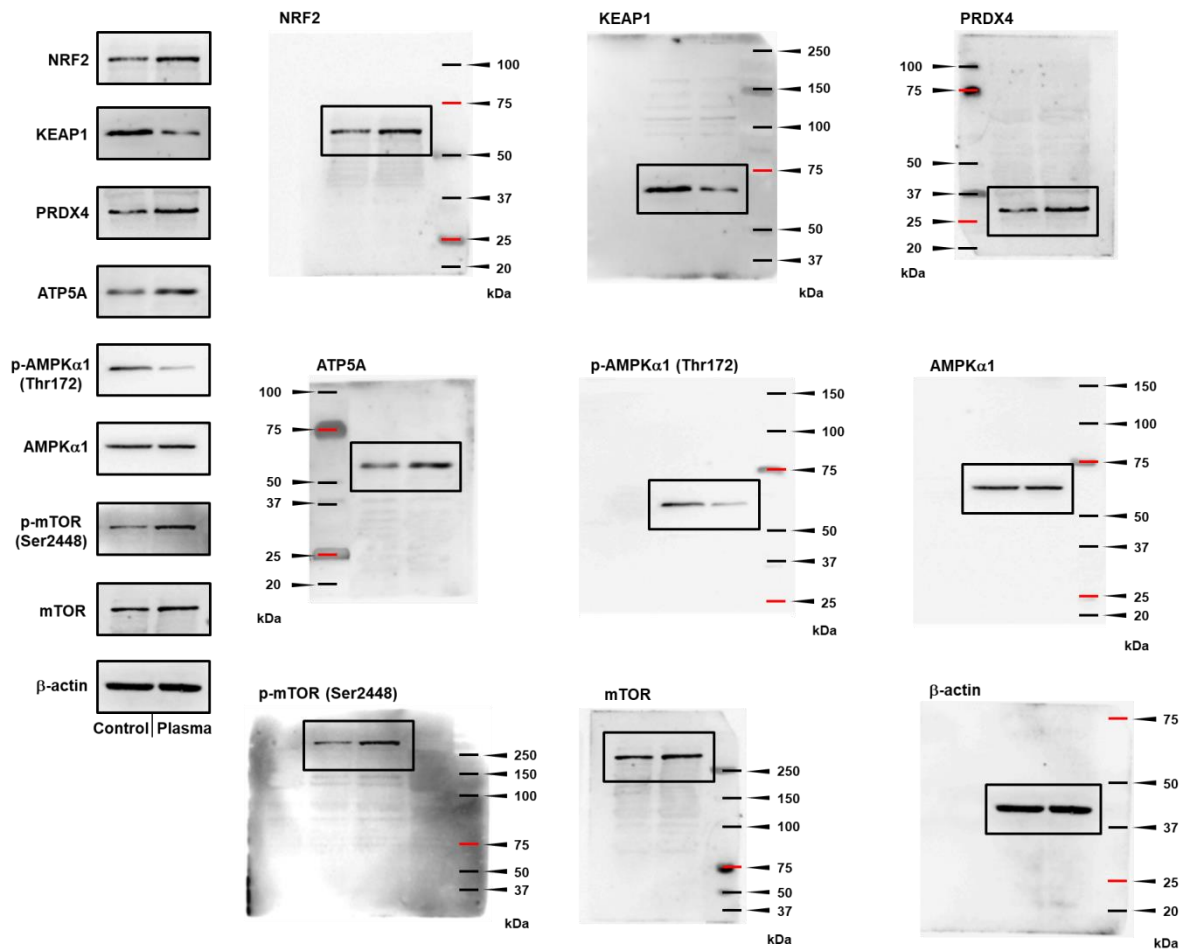 NRF2
KEAP1
PRDX4
ATP5A
p-AMPKα1
(Thr172)
AMPKα1
p-mTOR
(Ser2448)
mTOR
β-actin
Control Plasma
NRF2
100
75
50
37
25
20
kDa
KEAP1
250
150
100
75
50
37
kDa
PRDX4
100
75
50
37
25
20
kDa
ATP5A
100
75
50
37
25
20
kDa
p-AMPKα1 (Thr172)
150
100
75
50
37
25
kDa
AMPKα1
150
100
75
50
37
25
20
kDa
p-mTOR (Ser2448)
250
150
100
75
50
37
kDa
mTOR
250
150
100
75
50
37
kDa
β-actin
75
50
37
25
20
kDa